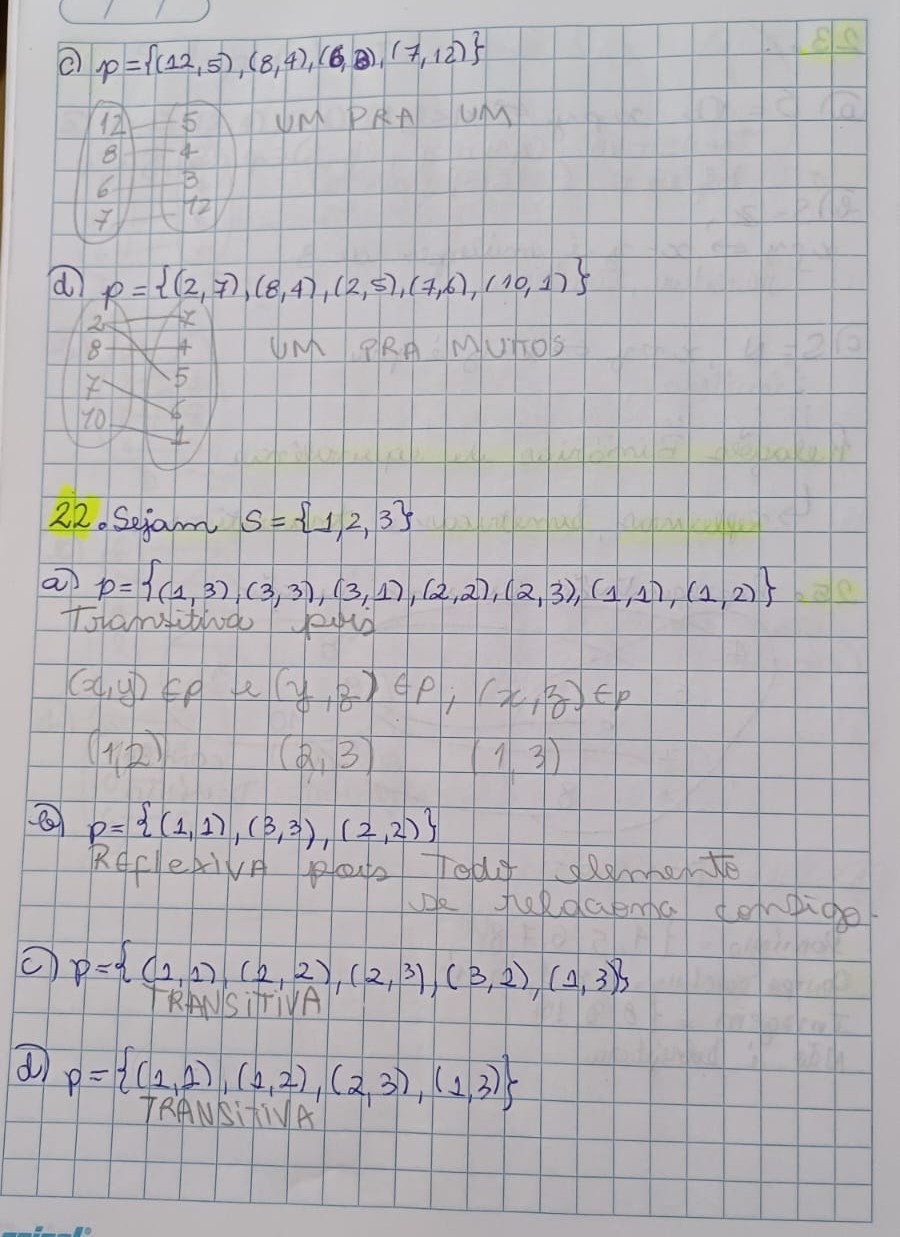 c) p={(12,5),(8,4),(6,3),(7,12)}
12 5 UM PRA UM
8 4
6 3
7 12
d) p={(2,7),(8,4),(2,5),(7,6),(10,1)}
2 7
8 4 UM PRA MUITOS
7 5
10 6
1
22. Sejam S={1,2,3}
a) p={(1,3),(3,3),(3,1),(2,2),(2,3),(1,1),(1,2)}
Transitiva pois
(x,y) ∈p e (y,z) ∈p; (x,z) ∈p
(1,2) (2,3) (1,3)
b) p={(1,1),(3,3),(2,2)}
REflExiVA pois Todo elemento
se relaciona consigo.
c) p={(1,1),(1,2),(2,3),(3,1),(1,3)}
TRANSiTiVA
d) p={(1,1),(1,2),(2,3),(1,3)}
TRANSiTiVA